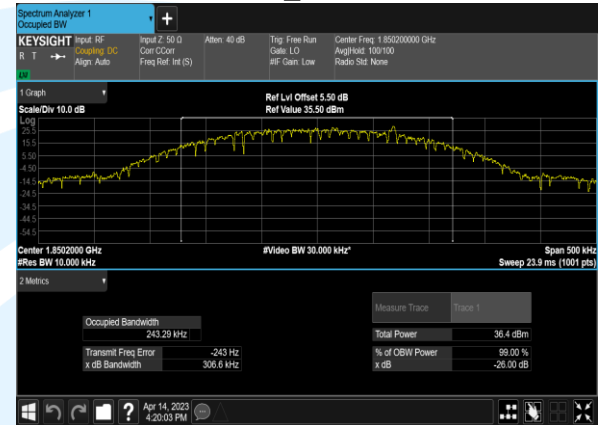 Spectrum Analyzer 1
Occupied BW
+
KEYSIGHT
R T
LV
Input: RF
Coupling: DC
Align: Auto
Input Z: 50 Ω
Corr CCorr
Freq Ref: Int (S)
Atten: 40 dB
Trig: Free Run
Gate: LO
#IF Gain: Low
Center Freq: 1.850200000 GHz
Avg|Hold: 100/100
Radio Std: None
1 Graph
Scale/Div 10.0 dB
Ref Lvl Offset 5.50 dB
Ref Value 35.50 dBm
Log
25.5
15.5
5.50
-4.50
-14.5
-24.5
-34.5
-44.5
-54.5
Center 1.8502000 GHz
#Video BW 30.000 kHz*
Span 500 kHz
#Res BW 10.000 kHz
Sweep 23.9 ms (1001 pts)
2 Metrics
Measure Trace
Trace 1
Occupied Bandwidth
243.29 kHz
Total Power
36.4 dBm
Transmit Freq Error
-243 Hz
% of OBW Power
99.00 %
x dB Bandwidth
306.6 kHz
x dB
-26.00 dB
?
Apr 14, 2023
4:20:03 PM